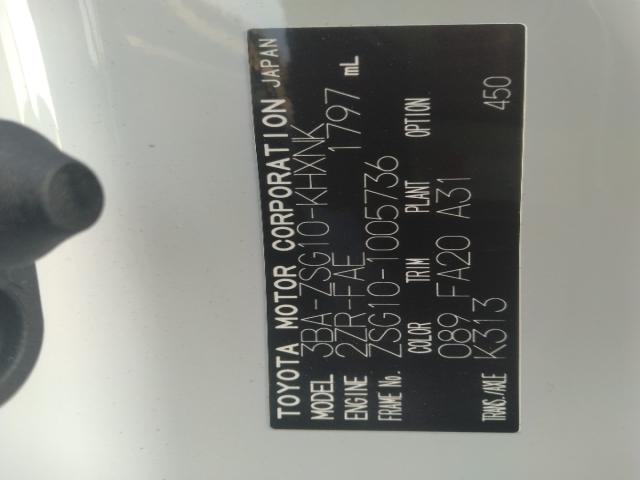 TOYOTA MOTOR CORPORATION JAPAN
MODEL 3BA-ZSG10-KHXNK
ENGINE 2ZR-FAE 1797 mL
FRAME No. ZSG10-1005736
COLOR TRIM PLANT OPTION
089 FA20 A31 450
TRANS./AXLE K313